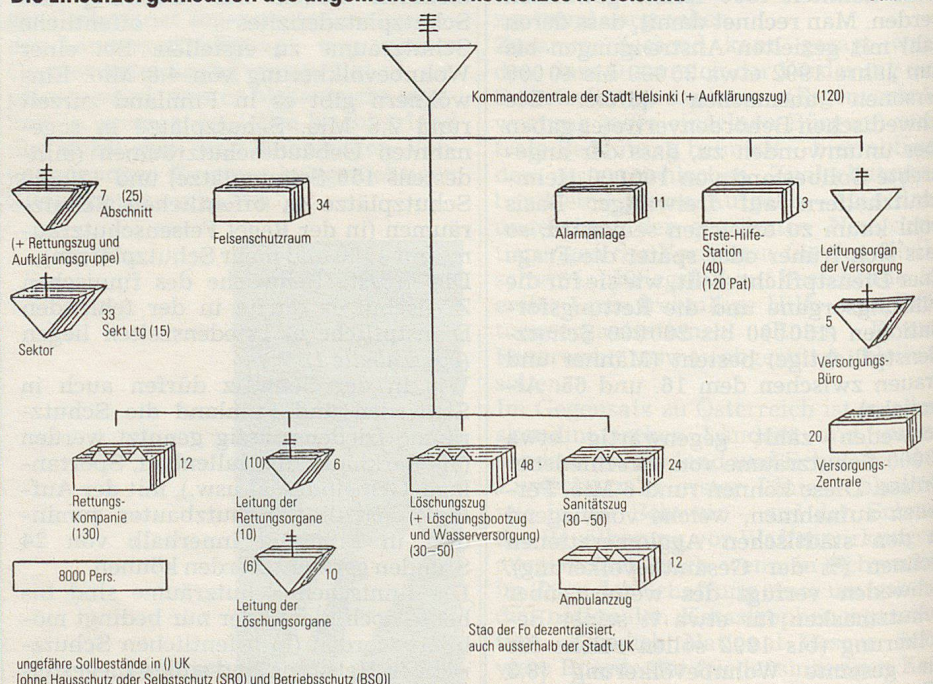 Die Einsatzorganisation des allgemeinen Zivilschutzes in Helsinki
Kommandozentrale der Stadt Helsinki (+ Aufklärungszug) (120)
7 (25)
Abschnitt
(+ Rettungszug und
Aufklärungsgruppe)
33
Sekt Ltg (15)
Sektor
34
Felsenschutzraum
11
Alarmzentrum
3
Erste-Hilfe-
Station
(40)
(120 Pat)
Leitungsorgan
der Versorgung
5
Versorgungs-
Büro
20
Versorgungs-
Zentrale
12
Rettungs-
Kompanie
(130)
(10)
Leitung der
Rettungsorgane
(10)
(6)
10
Leitung der
Löschungsorgane
48
Löschungszug
(+ Löschungsbootzug
und Wasserversorgung)
(30–50)
24
Sanitätszug
(30–50)
12
Ambulanzzug
8000 Pers.
Stao der Fo dezentralisiert,
auch ausserhalb der Stadt. UK
ungefähre Sollbestände in () UK
[ohne Hausschutz oder Selbstschutz (SRO) und Betriebsschutz (BSO)]